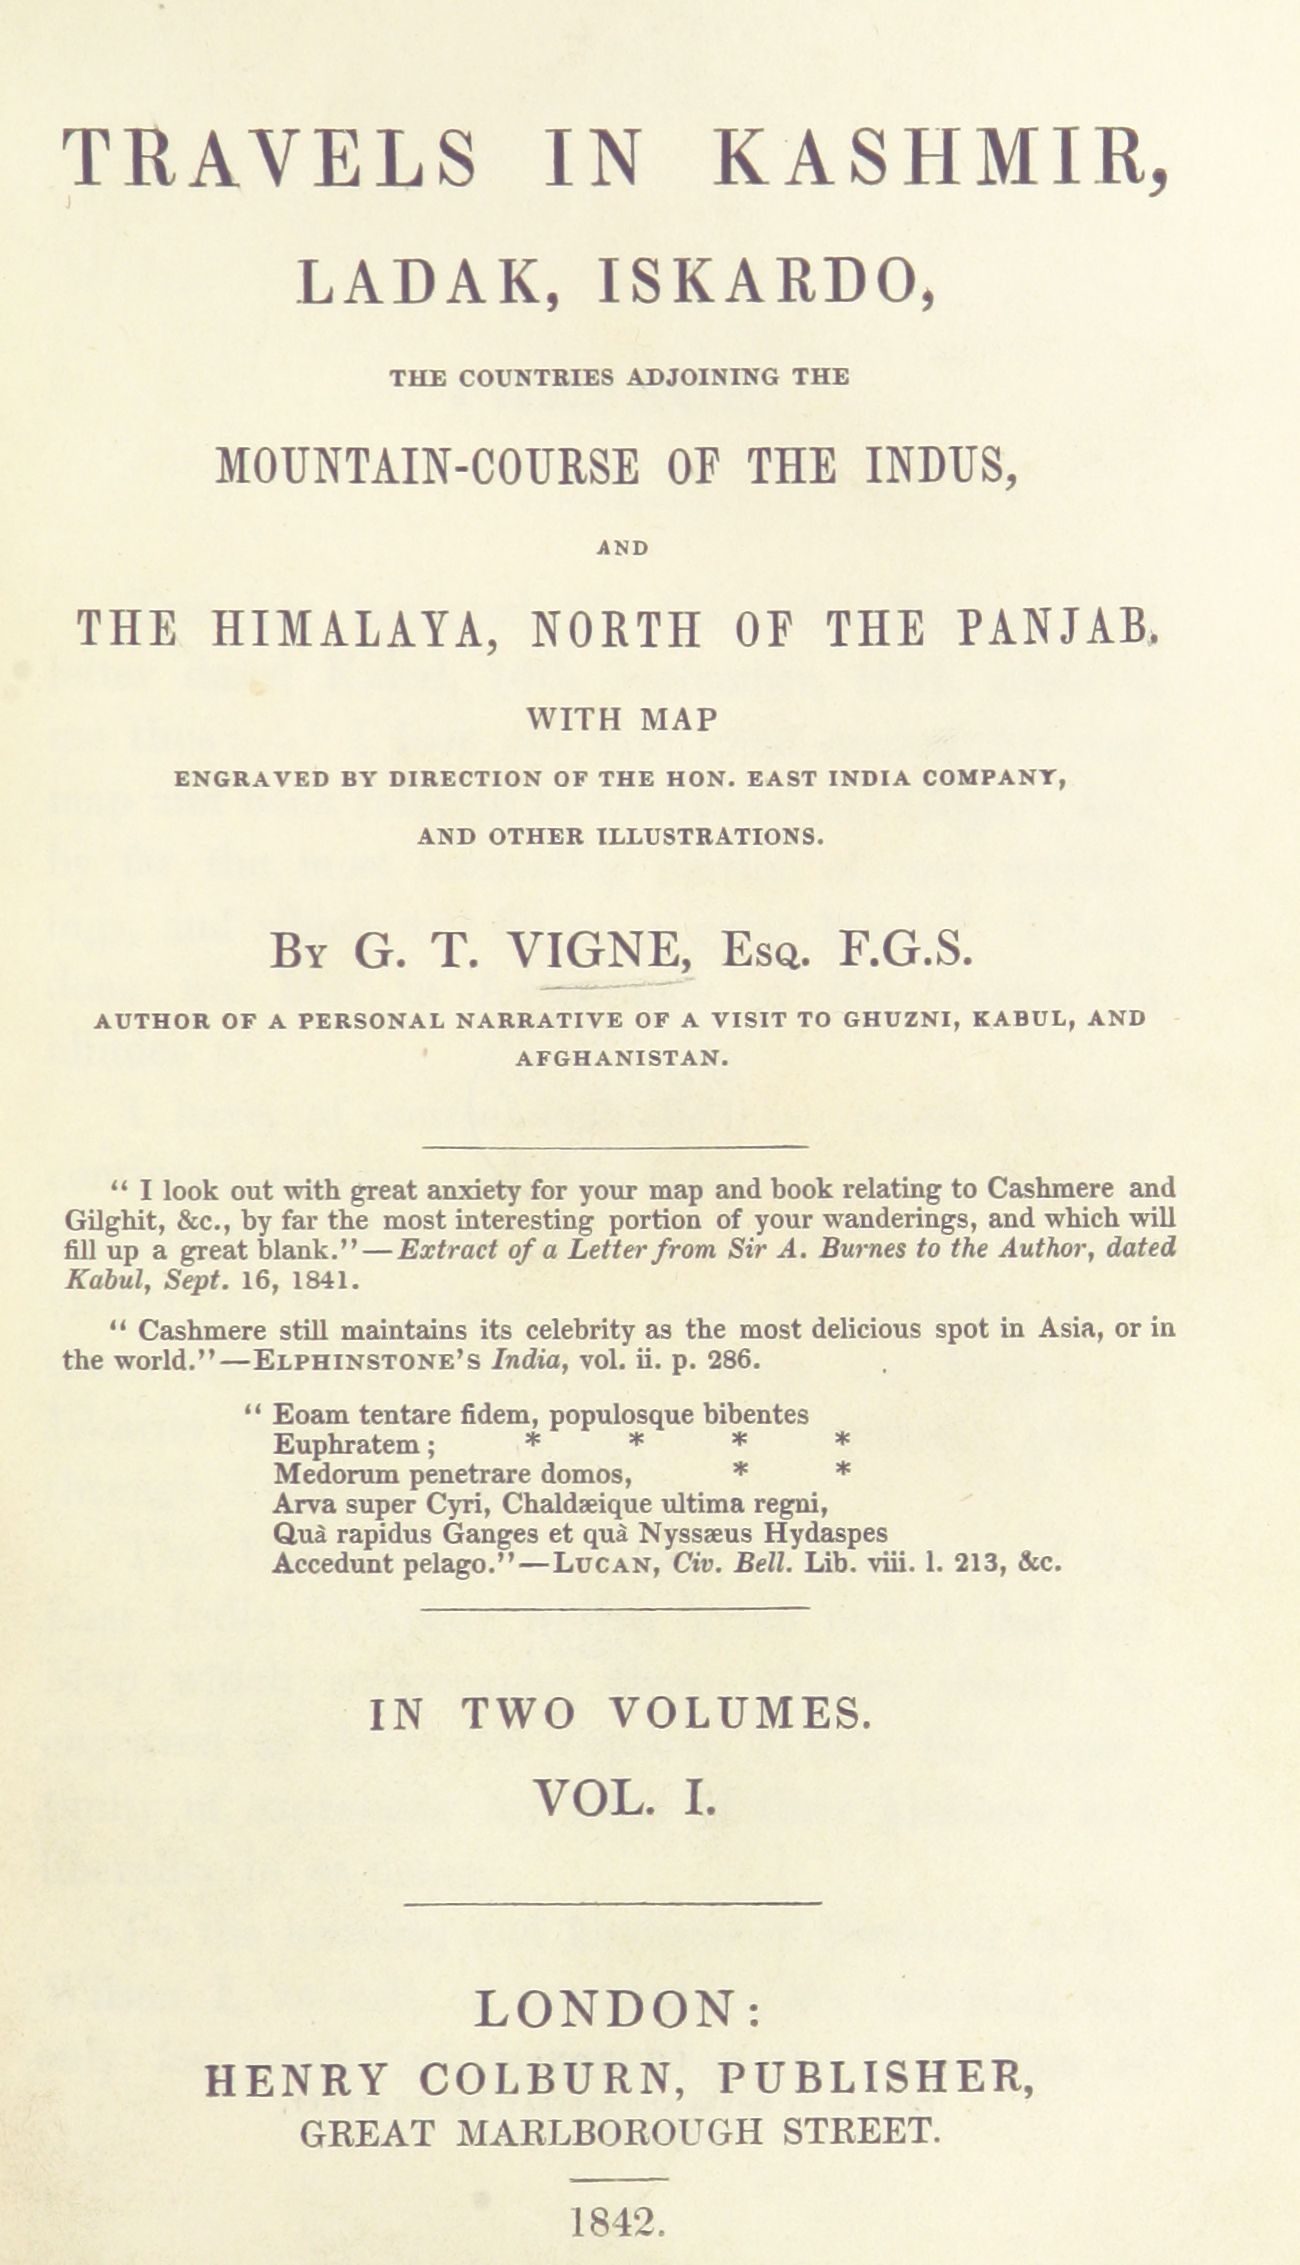 TRAVELS IN KASHMIR,
LADAK, ISKARDO,
THE COUNTRIES ADJOINING THE
MOUNTAIN-COURSE OF THE INDUS,
AND
THE HIMALAYA, NORTH OF THE PANJAB.
WITH MAP
ENGRAVED BY DIRECTION OF THE HON. EAST INDIA COMPANY,
AND OTHER ILLUSTRATIONS.
By G. T. VIGNE, Esq. F.G.S.
AUTHOR OF A PERSONAL NARRATIVE OF A VISIT TO GHUZNI, KABUL, AND
AFGHANISTAN.
“ I look out with great anxiety for your map and book relating to Cashmere and
Gilghit, &c., by far the most interesting portion of your wanderings, and which will
fill up a great blank.”—Extract of a Letter from Sir A. Burnes to the Author, dated
Kabul, Sept. 16, 1841.
“ Cashmere still maintains its celebrity as the most delicious spot in Asia, or in
the world.”—ELPHINSTONE'S India, vol. ii. p. 286.
“ Eoam tentare fidem, populosque bibentes
Euphratem ; * * * *
Medorum penetrare domos, * *
Arva super Cyri, Chaldæique ultima regni,
Quà rapidus Ganges et quà Nyssæus Hydaspes
Accedunt pelago.”—LUCAN, Civ. Bell. Lib. viii. l. 213, &c.
IN TWO VOLUMES.
VOL. I.
LONDON:
HENRY COLBURN, PUBLISHER,
GREAT MARLBOROUGH STREET.
1842.